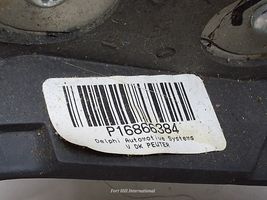 P16866384
Delphi Automotive Systems
V DK PEWTER
Fort Hill International